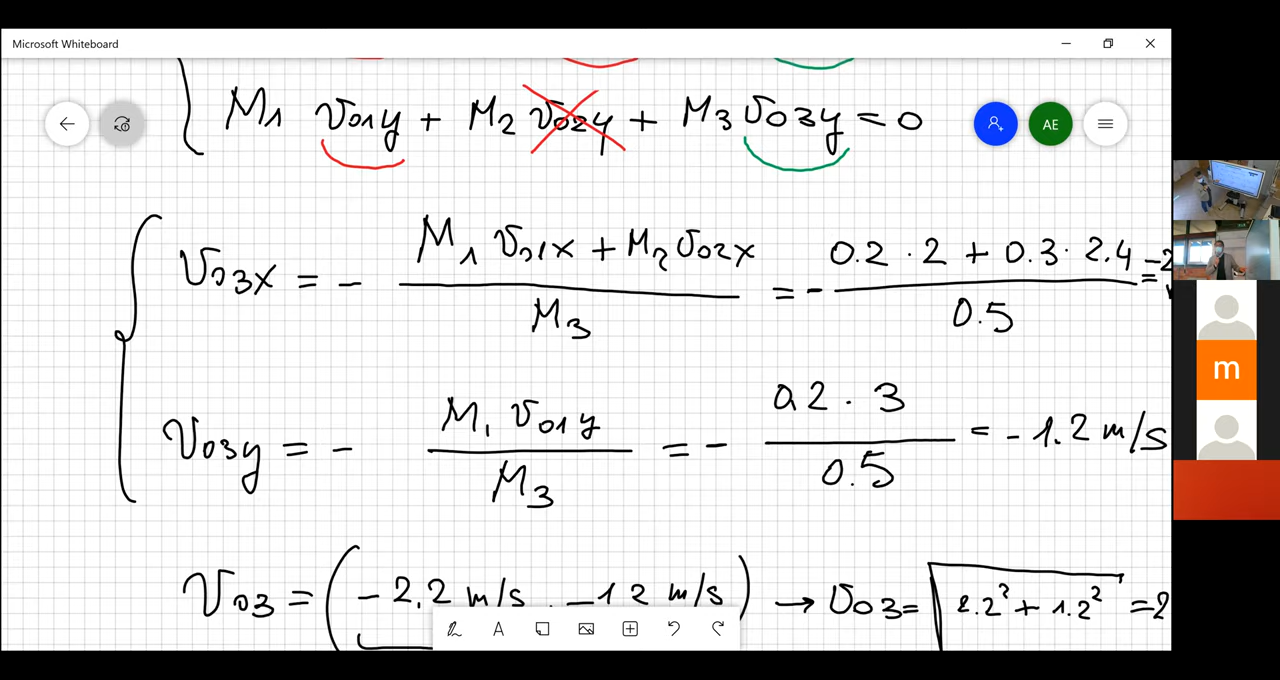 Microsoft Whiteboard
M1 v01y + M2 v02y + M3 v03y = 0
AE
v03x = - (M1 v01x + M2 v02x) / M3 = - (0.2 · 2 + 0.3 · 2.4) / 0.5 = -2
m
v03y = - (M1 v01y) / M3 = - (0.2 · 3) / 0.5 = - 1.2 m/s
v03 = (-2.2 m/s, -1.2 m/s) → v03 = √(2.2² + 1.2²) = 2
A